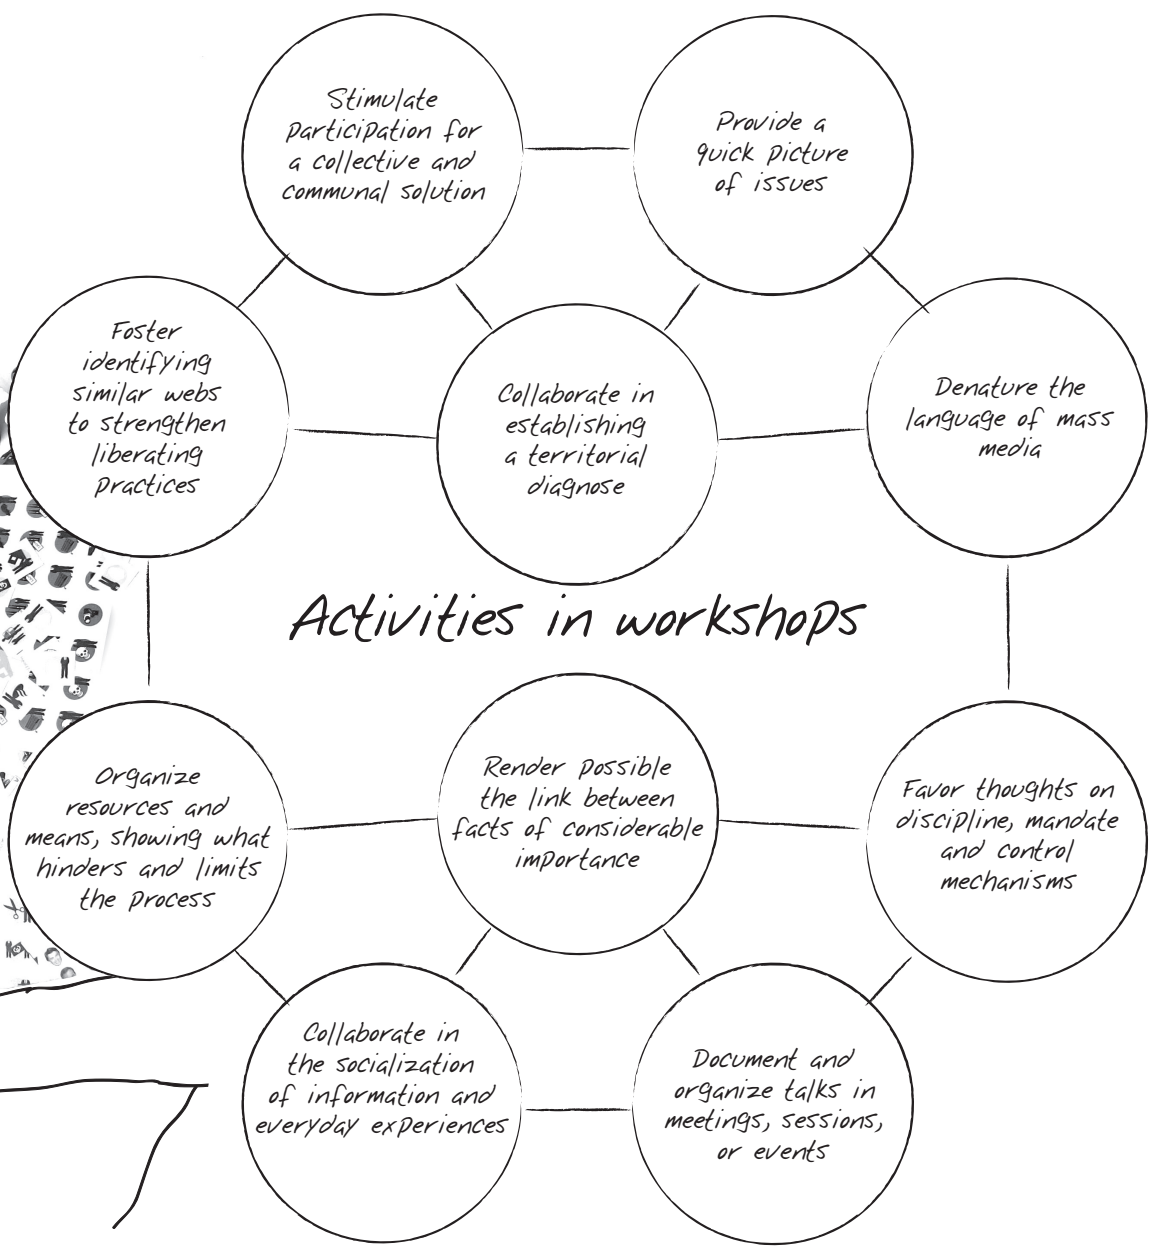 Stimulate
participation for
a collective and
communal solution
Provide a
quick picture
of issues
Foster
identifying
similar webs
to strengthen
liberating
practices
Collaborate in
establishing
a territorial
diagnose
Denature the
language of mass
media
Activities in workshops
Organize
resources and
means, showing what
hinders and limits
the process
Render possible
the link between
facts of considerable
importance
Favor thoughts on
discipline, mandate
and control
mechanisms
Collaborate in
the socialization
of information and
everyday experiences
Document and
organize talks in
meetings, sessions,
or events